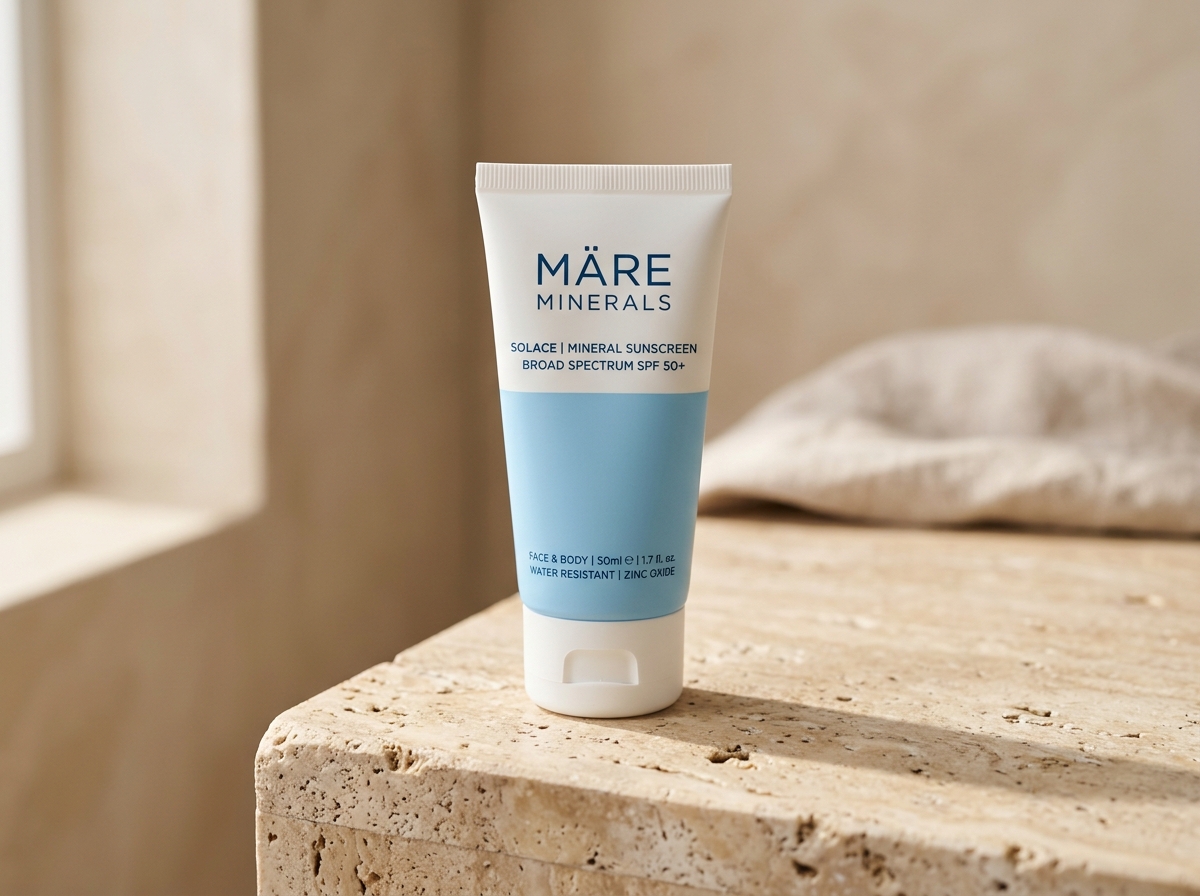 MÄRE
MINERALS
SOLACE | MINERAL SUNSCREEN
BROAD SPECTRUM SPF 50+
FACE & BODY | 50ml ℮ | 1.7 fl. oz.
WATER RESISTANT | ZINC OXIDE